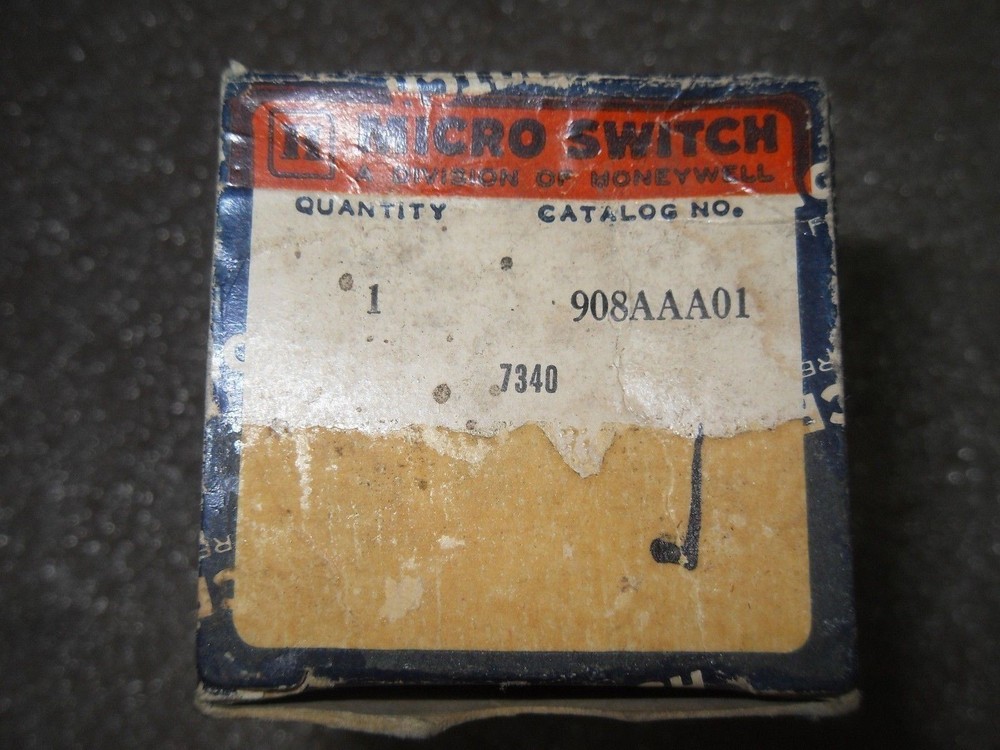 H MICRO SWITCH
A DIVISION OF HONEYWELL
QUANTITY CATALOG NO.
1 908AAA01
7340